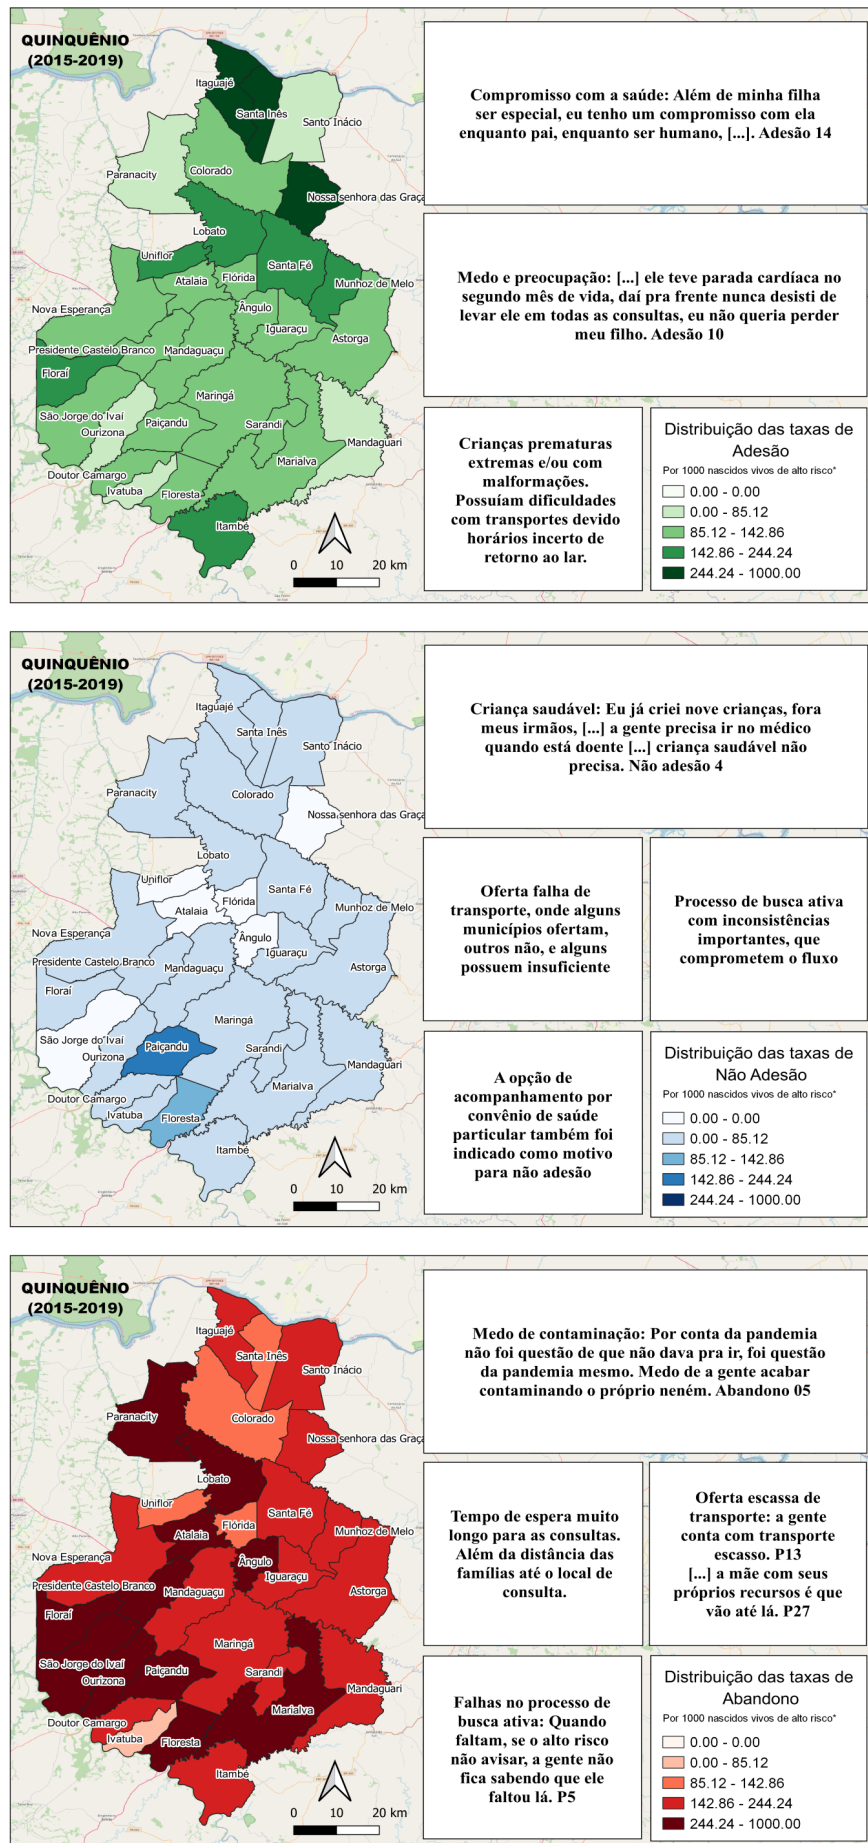 QUINQUÊNIO
(2015-2019)
Itaguajé
Santa Inês
Santo Inácio
Paranacity
Colorado
Nossa senhora das Graça
Lobato
Uniflor
Santa Fé
Atalaia
Flórida
Munhoz de Melo
Nova Esperança
Ângulo
Iguaraçu
Presidente Castelo Branco
Mandaguaçu
Astorga
Floraí
Maringá
São Jorge do Ivaí
Ourizona
Paiçandu
Sarandi
Mandaguari
Marialva
Doutor Camargo
Ivatuba
Floresta
Itambé
0 10 20 km
Compromisso com a saúde: Além de minha filha
ser especial, eu tenho um compromisso com ela
enquanto pai, enquanto ser humano, [...]. Adesão 14
Medo e preocupação: [...] ele teve parada cardíaca no
segundo mês de vida, daí pra frente nunca desisti de
levar ele em todas as consultas, eu não queria perder
meu filho. Adesão 10
Crianças prematuras
extremas e/ou com
malformações.
Possuíam dificuldades
com transportes devido
horários incerto de
retorno ao lar.
Distribuição das taxas de
Adesão
Por 1000 nascidos vivos de alto risco*
0.00 - 0.00
0.00 - 85.12
85.12 - 142.86
142.86 - 244.24
244.24 - 1000.00
QUINQUÊNIO
(2015-2019)
Itaguajé
Santa Inês
Santo Inácio
Paranacity
Colorado
Nossa senhora das Graça
Lobato
Uniflor
Santa Fé
Atalaia
Flórida
Munhoz de Melo
Nova Esperança
Ângulo
Iguaraçu
Presidente Castelo Branco
Mandaguaçu
Astorga
Floraí
Maringá
São Jorge do Ivaí
Ourizona
Paiçandu
Sarandi
Mandaguari
Marialva
Doutor Camargo
Ivatuba
Floresta
Itambé
0 10 20 km
Criança saudável: Eu já criei nove crianças, fora
meus irmãos, [...] a gente precisa ir no médico
quando está doente [...] criança saudável não
precisa. Não adesão 4
Oferta falha de
transporte, onde alguns
municípios ofertam,
outros não, e alguns
possuem insuficiente
Processo de busca ativa
com inconsistências
importantes, que
comprometem o fluxo
A opção de
acompanhamento por
convênio de saúde
particular também foi
indicado como motivo
para não adesão
Distribuição das taxas de
Não Adesão
Por 1000 nascidos vivos de alto risco*
0.00 - 0.00
0.00 - 85.12
85.12 - 142.86
142.86 - 244.24
244.24 - 1000.00
QUINQUÊNIO
(2015-2019)
Itaguajé
Santa Inês
Santo Inácio
Paranacity
Colorado
Nossa senhora das Graça
Lobato
Uniflor
Santa Fé
Atalaia
Flórida
Munhoz de Melo
Nova Esperança
Ângulo
Iguaraçu
Presidente Castelo Branco
Mandaguaçu
Astorga
Floraí
Maringá
São Jorge do Ivaí
Ourizona
Paiçandu
Sarandi
Mandaguari
Marialva
Doutor Camargo
Ivatuba
Floresta
Itambé
0 10 20 km
Medo de contaminação: Por conta da pandemia
não foi questão de que não dava pra ir, foi questão
da pandemia mesmo. Medo de a gente acabar
contaminando o próprio neném. Abandono 05
Tempo de espera muito
longo para as consultas.
Além da distância das
famílias até o local de
consulta.
Oferta escassa de
transporte: a gente
conta com transporte
escasso. P13
[...] a mãe com seus
próprios recursos é que
vão até lá. P27
Falhas no processo de
busca ativa: Quando
faltam, se o alto risco
não avisar, a gente não
fica sabendo que ele
faltou lá. P5
Distribuição das taxas de
Abandono
Por 1000 nascidos vivos de alto risco*
0.00 - 0.00
0.00 - 85.12
85.12 - 142.86
142.86 - 244.24
244.24 - 1000.00